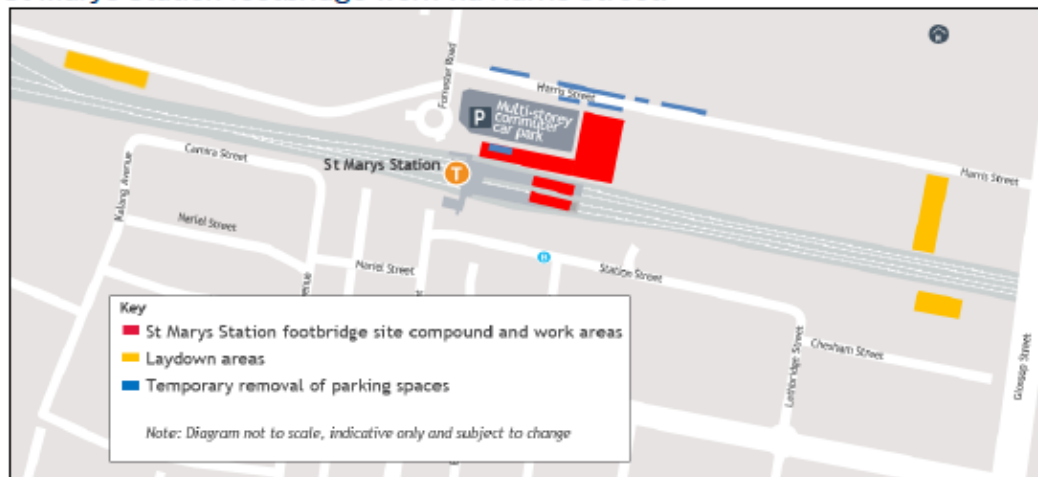 Forrester Road
Harris Street
P
Multi-storey
commuter
car park
St Marys Station
T
Camira Street
Kalang Avenue
Nariel Street
Nariel Street
Station Street
H
Harris Street
Chesham Street
Lethbridge Street
Glossop Street
Key
St Marys Station footbridge site compound and work areas
Laydown areas
Temporary removal of parking spaces
Note: Diagram not to scale, indicative only and subject to change